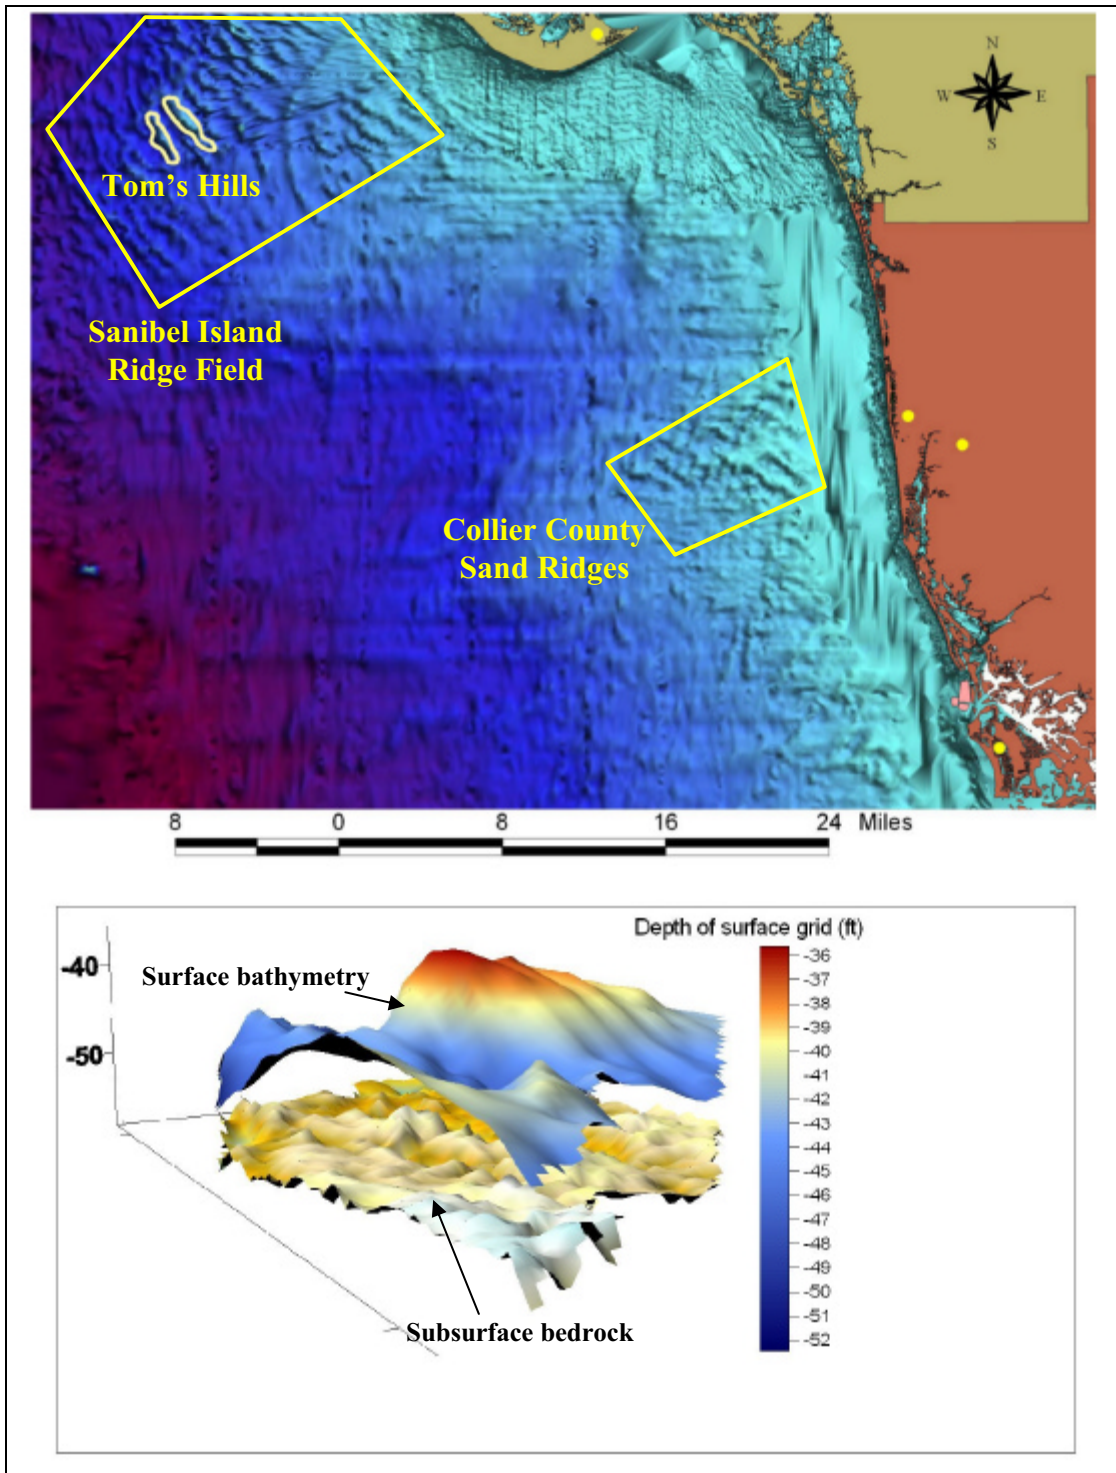 N
W E
S
Tom's Hills
Sanibel Island
Ridge Field
Collier County
Sand Ridges
8 0 8 16 24 Miles
Depth of surface grid (ft)
-40
-50
Surface bathymetry
Subsurface bedrock
-36
-37
-38
-39
-40
-41
-42
-43
-44
-45
-46
-47
-48
-49
-50
-51
-52